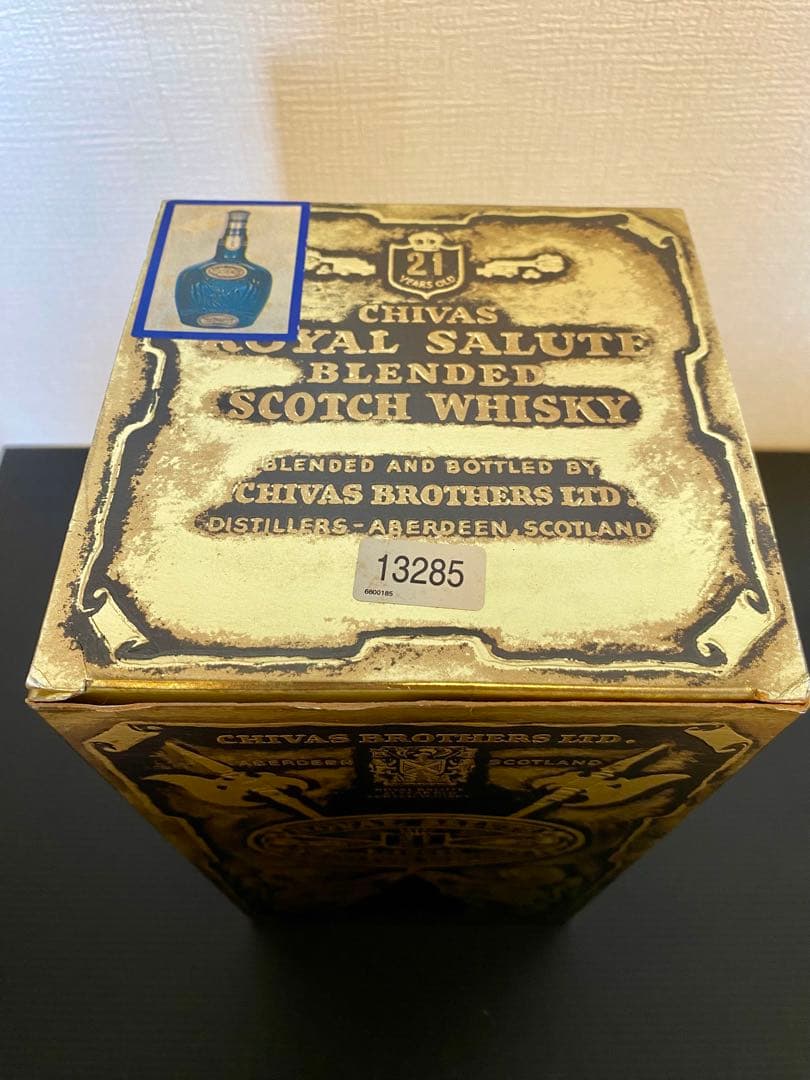 21
YEARS OLD
CHIVAS
ROYAL SALUTE
BLENDED
SCOTCH WHISKY
BLENDED AND BOTTLED BY
CHIVAS BROTHERS LTD
DISTILLERS-ABERDEEN, SCOTLAND
13285
6600185
CHIVAS BROTHERS LTD.
ABERDEEN SCOTLAND